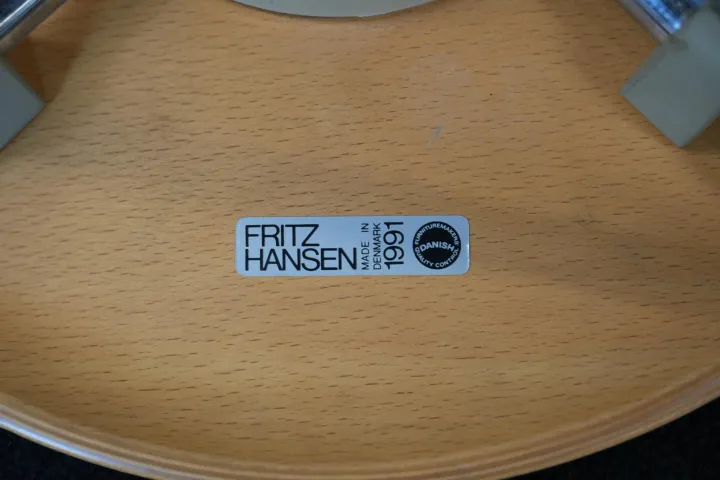 FRITZ
HANSEN
MADE IN
DENMARK
1991
FURNITUREMAKERS
DANISH
QUALITY CONTROL